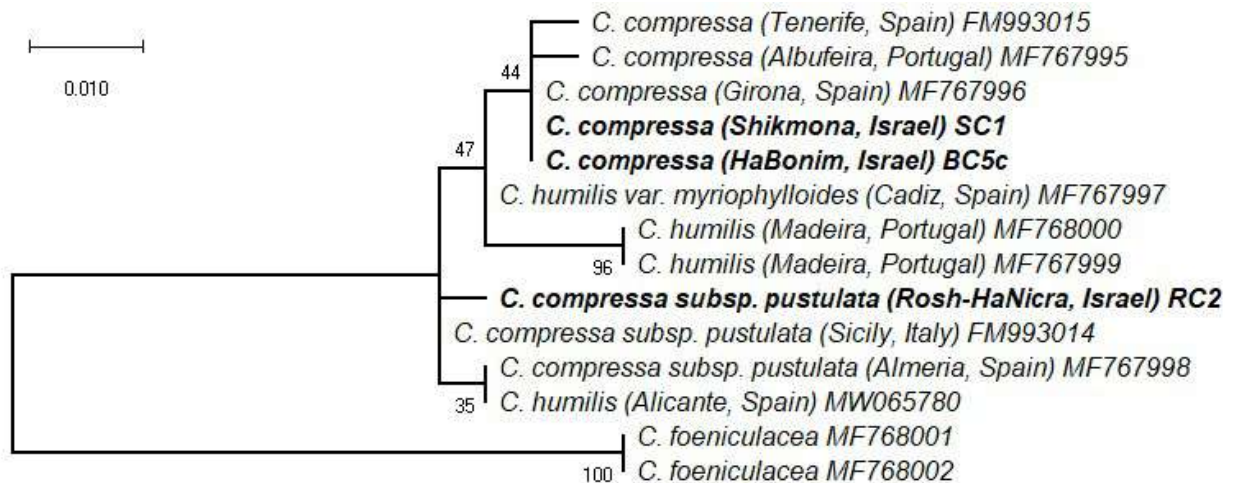 C. compressa (Tenerife, Spain) FM993015
C. compressa (Albufeira, Portugal) MF767995
0.010
44
C. compressa (Girona, Spain) MF767996
C. compressa (Shikmona, Israel) SC1
47
C. compressa (HaBonim, Israel) BC5c
C. humilis var. myriophylloides (Cadiz, Spain) MF767997
C. humilis (Madeira, Portugal) MF768000
96
C. humilis (Madeira, Portugal) MF767999
C. compressa subsp. pustulata (Rosh-HaNicra, Israel) RC2
C. compressa subsp. pustulata (Sicily, Italy) FM993014
C. compressa subsp. pustulata (Almeria, Spain) MF767998
35
C. humilis (Alicante, Spain) MW065780
C. foeniculacea MF768001
100
C. foeniculacea MF768002